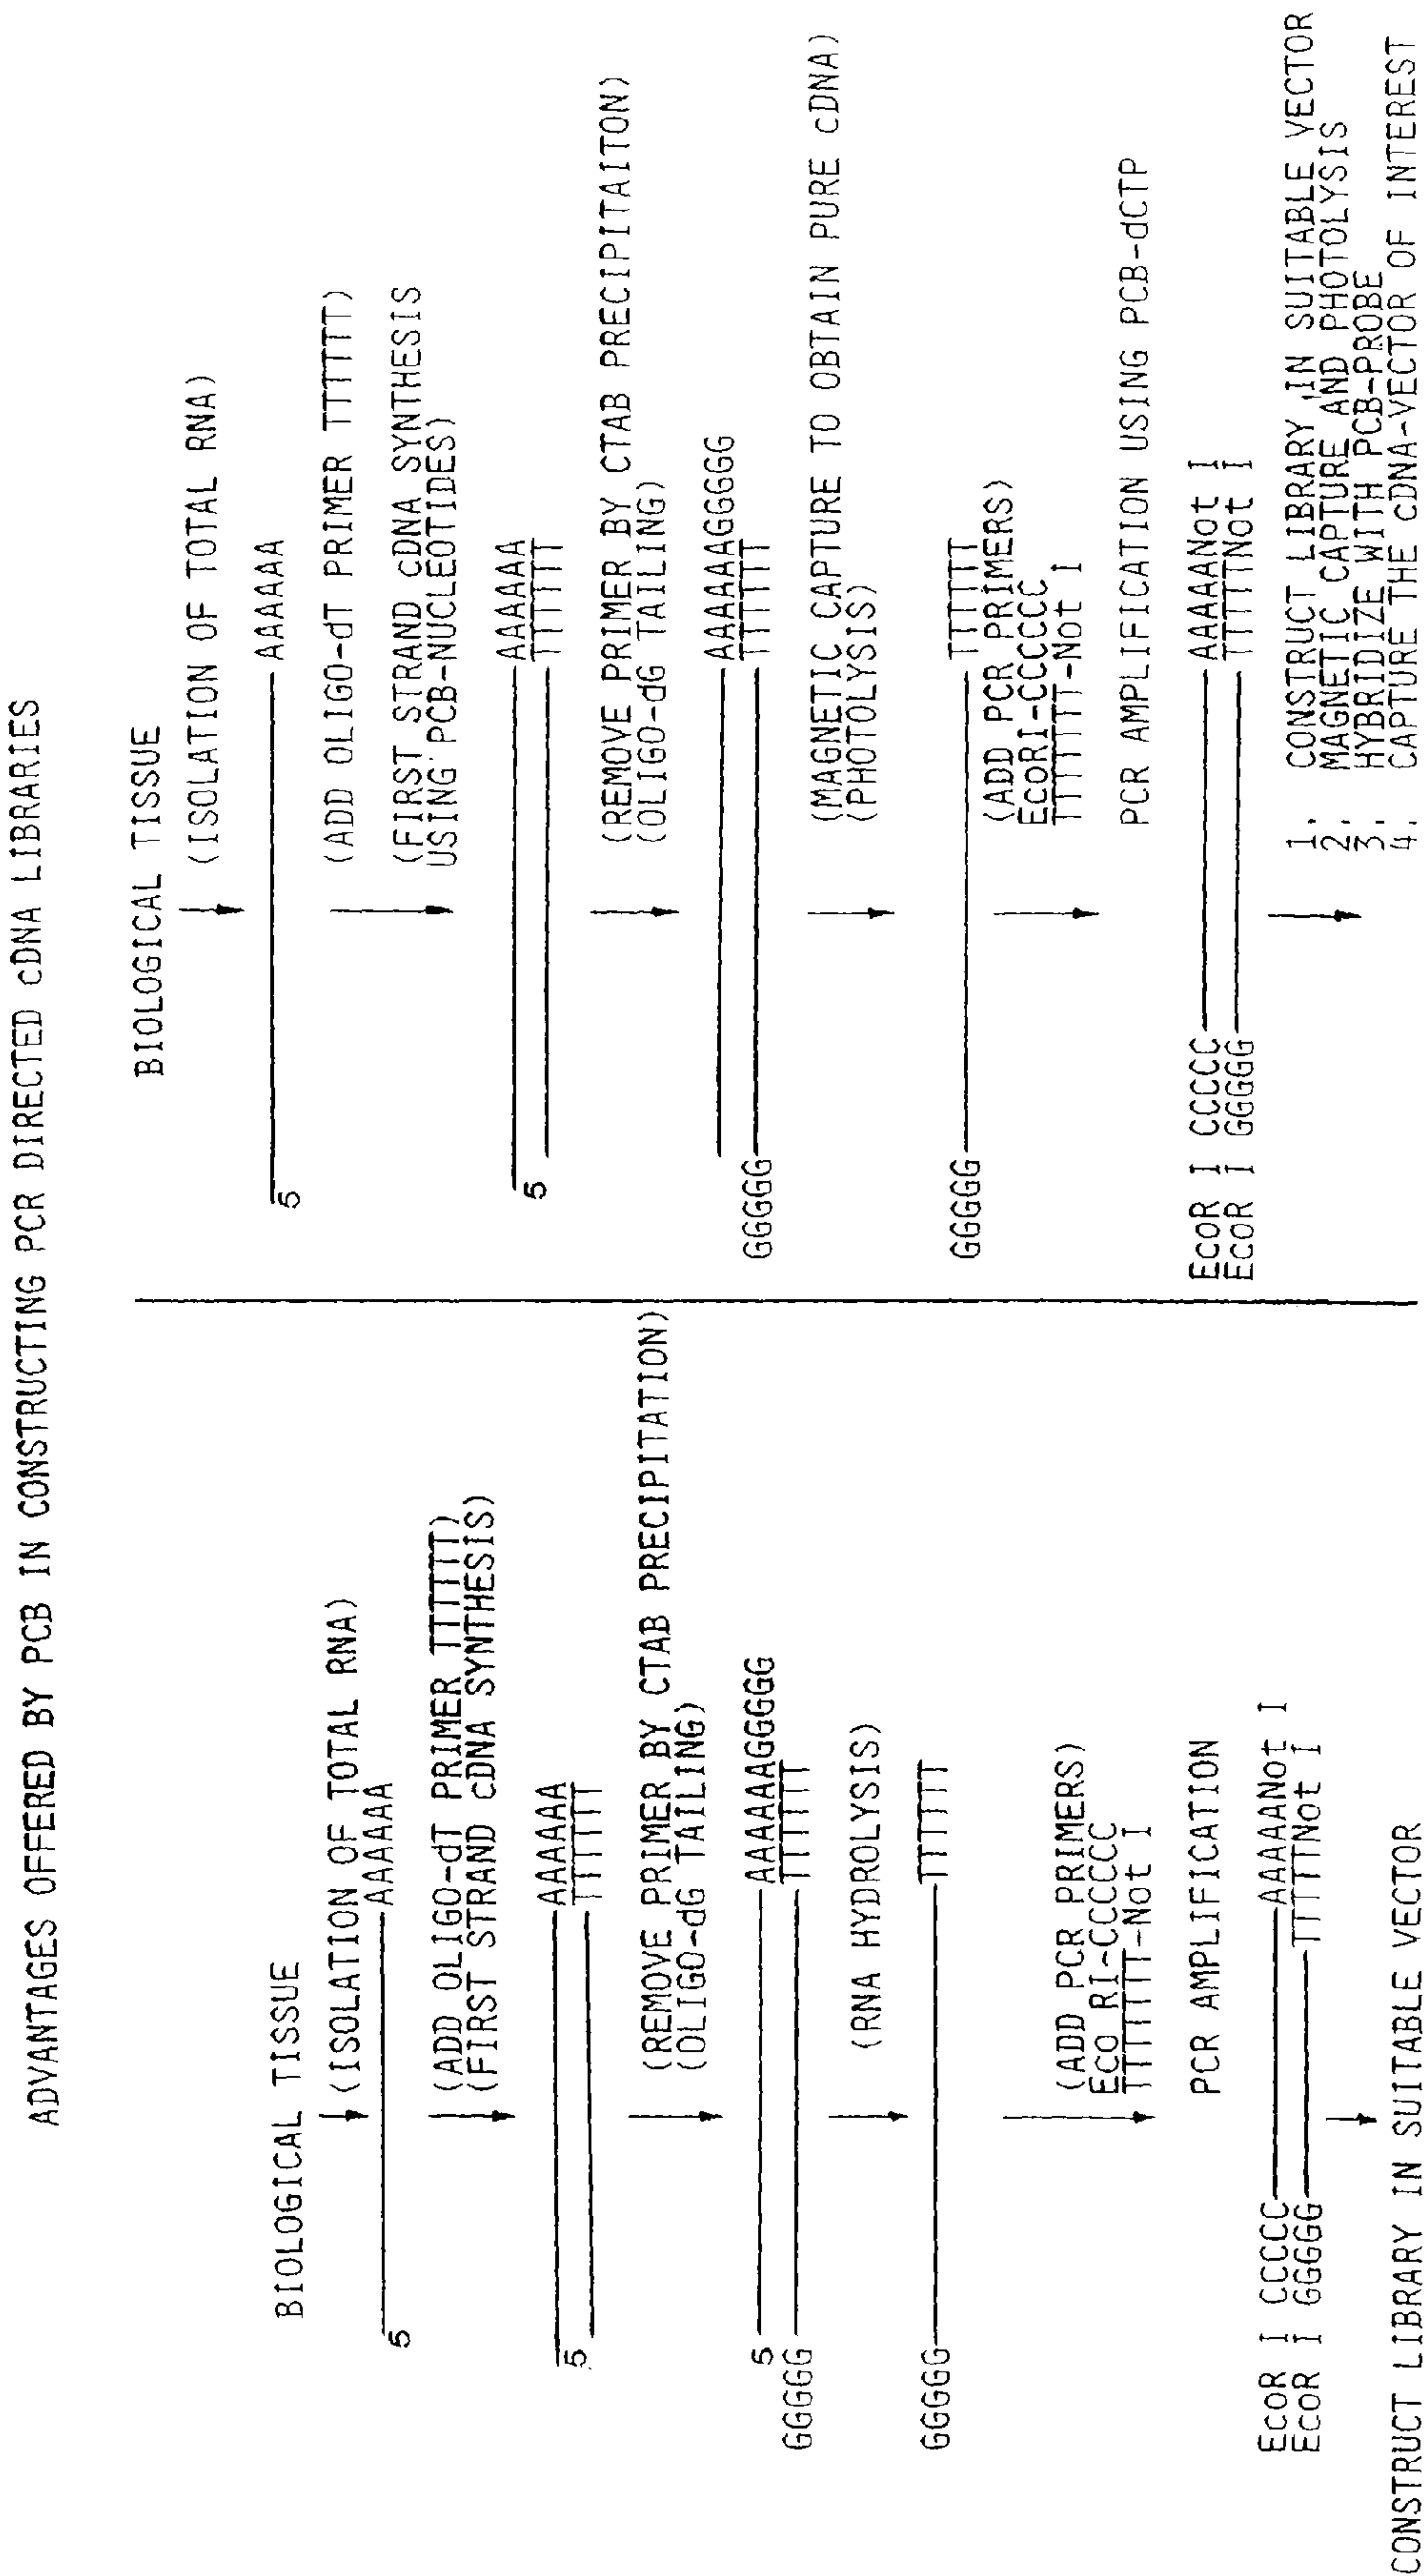 ADVANTAGES OFFERED BY PCB IN CONSTRUCTING PCR DIRECTED cDNA LIBRARIES
BIOLOGICAL TISSUE
(ISOLATION OF TOTAL RNA)
5 AAAAAA
(ADD OLIGO-dT PRIMER TTTTTT)
(FIRST STRAND cDNA SYNTHESIS)
AAAAAA
5 TTTTTT
(REMOVE PRIMER BY CTAB PRECIPITATION)
(OLIGO-dG TAILING)
5 AAAAAAGGGGG
GGGGG TTTTTT
(RNA HYDROLYSIS)
GGGGG TTTTTT
(ADD PCR PRIMERS)
ECO RI-CCCCCC
TTTTTTT-Not I
PCR AMPLIFICATION
ECOR I CCCCC AAAAANot I
ECOR I GGGGG TTTTTNot I
CONSTRUCT LIBRARY IN SUITABLE VECTOR
BIOLOGICAL TISSUE
(ISOLATION OF TOTAL RNA)
5 AAAAAA
(ADD OLIGO-dT PRIMER TTTTTT)
(FIRST STRAND cDNA SYNTHESIS
USING PCB-NUCLEOTIDES)
AAAAAA
5 TTTTTT
(REMOVE PRIMER BY CTAB PRECIPITAITON)
(OLIGO-dG TAILING)
AAAAAAGGGGG
GGGGG TTTTTT
(MAGNETIC CAPTURE TO OBTAIN PURE cDNA)
(PHOTOLYSIS)
GGGGG TTTTTT
(ADD PCR PRIMERS)
ECORI-CCCCCC
TTTTTTT-Not I
PCR AMPLIFICATION USING PCB-dCTP
ECOR I CCCCC AAAAANot I
ECOR I GGGGG TTTTTNot I
1. CONSTRUCT LIBRARY IN SUITABLE VECTOR
2. MAGNETIC CAPTURE AND PHOTOLYSIS
3. HYBRIDIZE WITH PCB-PROBE
4. CAPTURE THE CDNA-VECTOR OF INTEREST